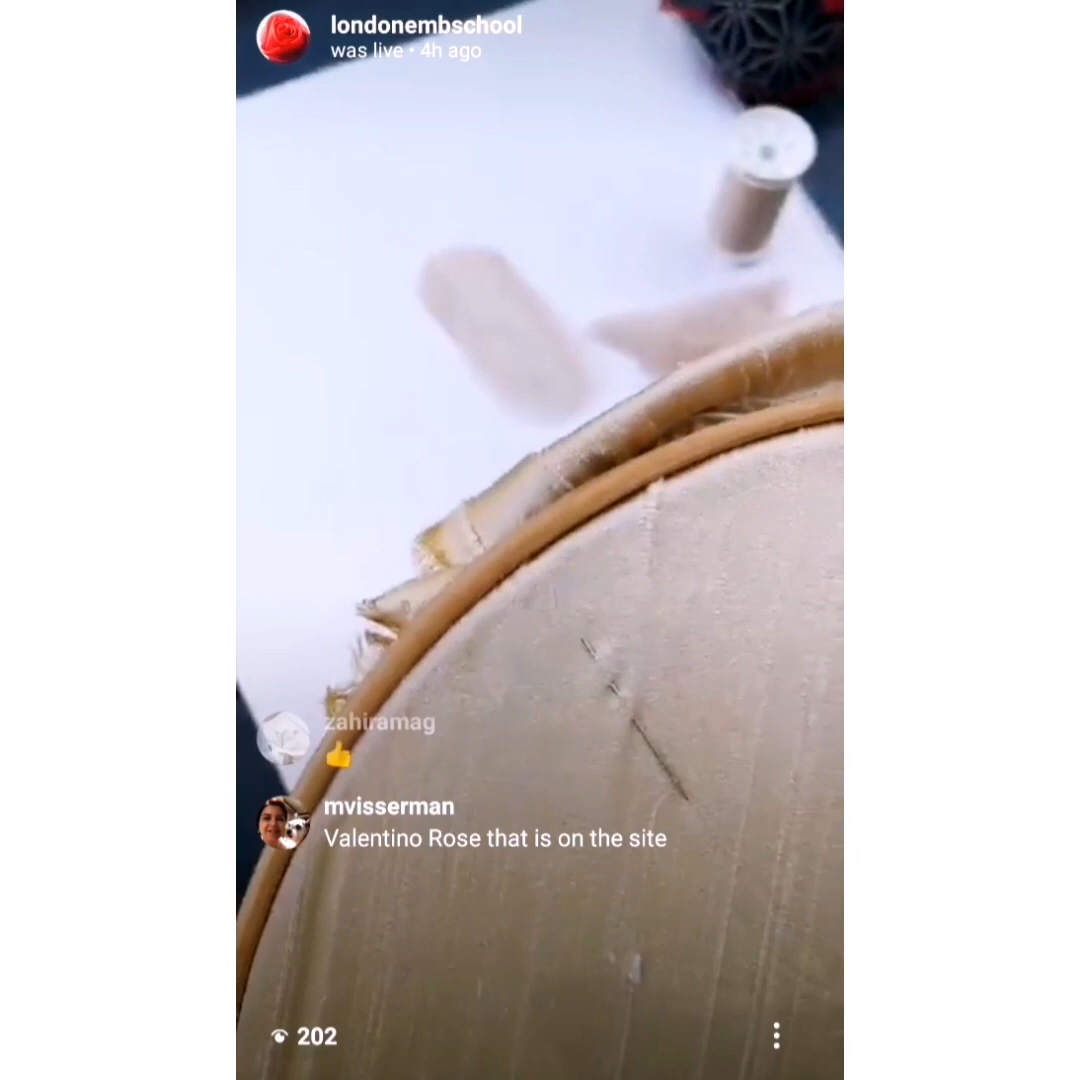 londonembschool
was live • 4h ago
zahiramag
👍
mvisserman
Valentino Rose that is on the site
202